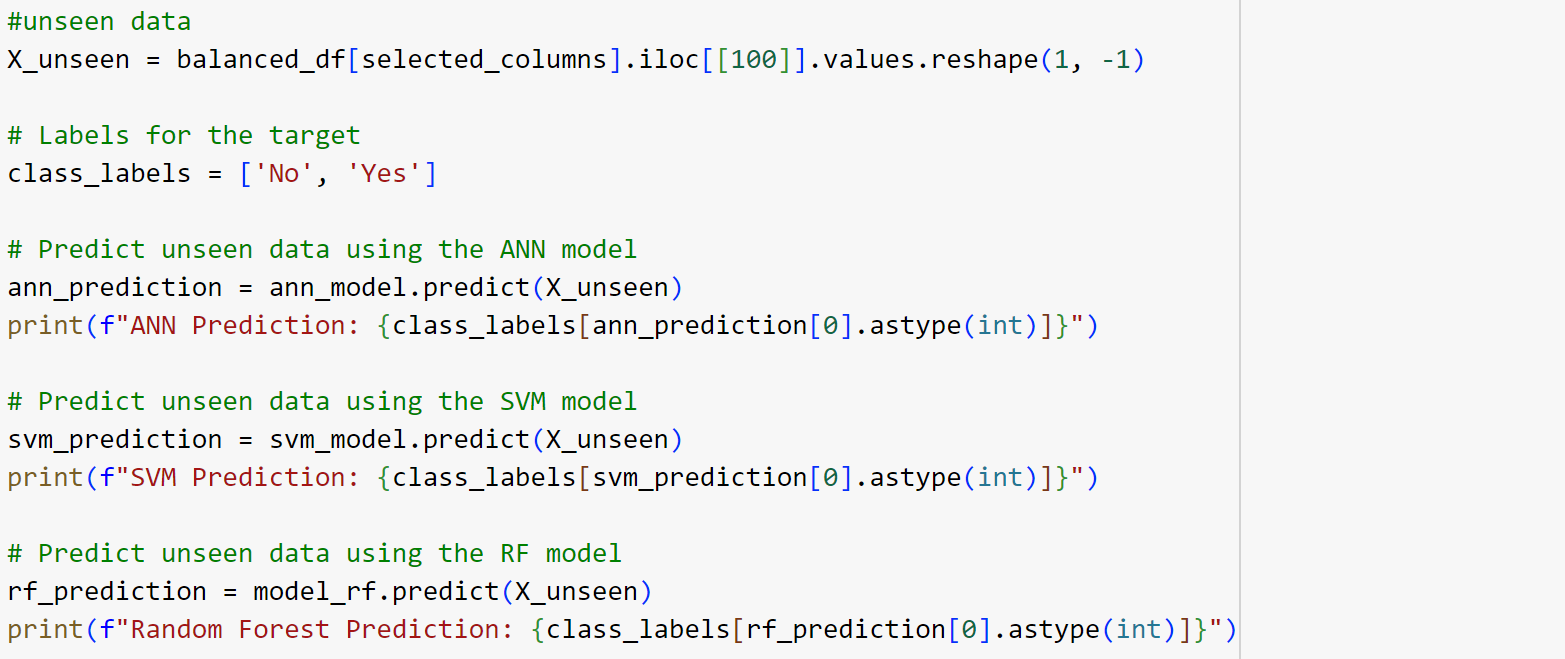 #unseen data
X_unseen = balanced_df[selected_columns].iloc[[100]].values.reshape(1, -1)
# Labels for the target
class_labels = ['No', 'Yes']
# Predict unseen data using the ANN model
ann_prediction = ann_model.predict(X_unseen)
print(f"ANN Prediction: {class_labels[ann_prediction[0].astype(int)]}")
# Predict unseen data using the SVM model
svm_prediction = svm_model.predict(X_unseen)
print(f"SVM Prediction: {class_labels[svm_prediction[0].astype(int)]}")
# Predict unseen data using the RF model
rf_prediction = model_rf.predict(X_unseen)
print(f"Random Forest Prediction: {class_labels[rf_prediction[0].astype(int)]}")